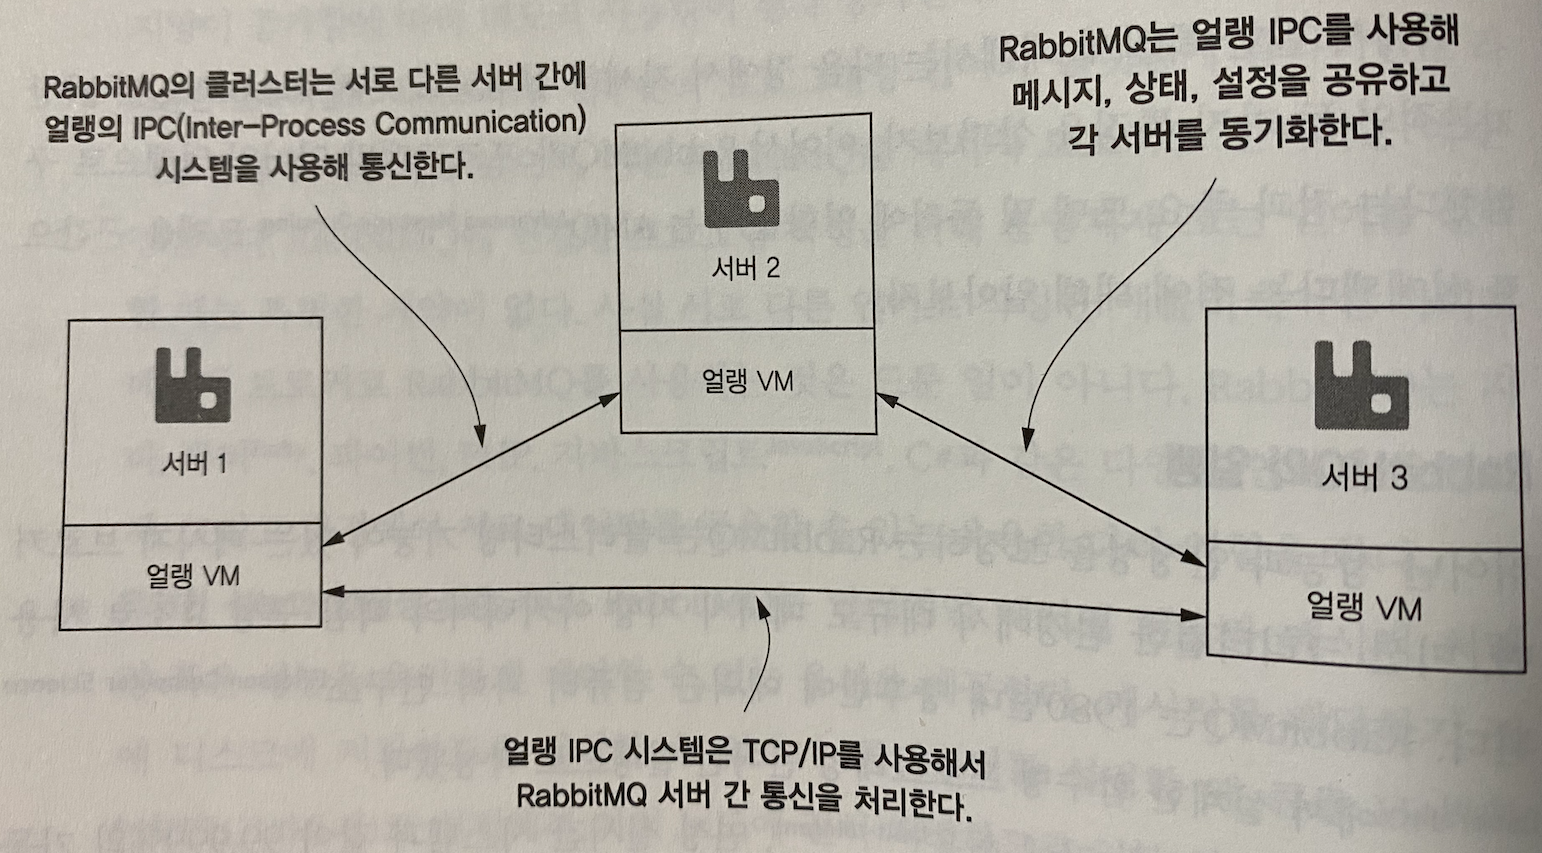 RabbitMQ의 클러스터는 서로 다른 서버 간에
얼랭의 IPC(Inter-Process Communication)
시스템을 사용해 통신한다.
RabbitMQ는 얼랭 IPC를 사용해
메시지, 상태, 설정을 공유하고
각 서버를 동기화한다.
서버 2
얼랭 VM
서버 1
얼랭 VM
서버 3
얼랭 VM
얼랭 IPC 시스템은 TCP/IP를 사용해서
RabbitMQ 서버 간 통신을 처리한다.